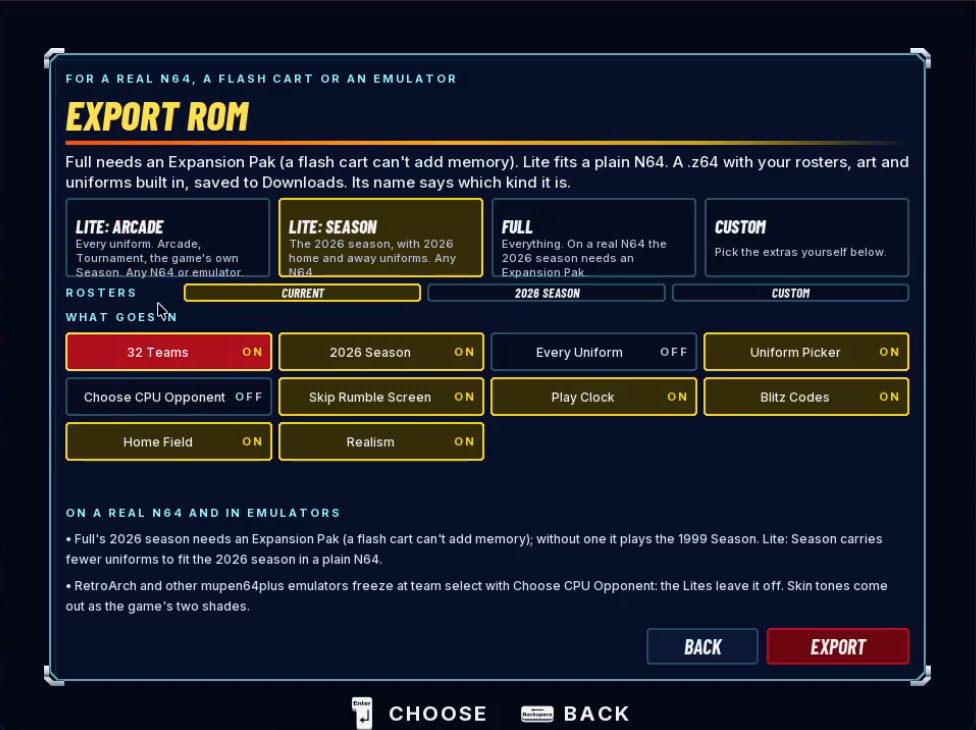 FOR A REAL N64, A FLASH CART OR AN EMULATOR
EXPORT ROM
Full needs an Expansion Pak (a flash cart can't add memory). Lite fits a plain N64. A .z64 with your rosters, art and
uniforms built in, saved to Downloads. Its name says which kind it is.
LITE: ARCADE
Every uniform. Arcade,
Tournament, the game's own
Season. Any N64 or emulator.
LITE: SEASON
The 2026 season, with 2026
home and away uniforms. Any
N64
FULL
Everything. On a real N64 the
2026 season needs an
Expansion Pak
CUSTOM
Pick the extras yourself below.
ROSTERS
CURRENT
2026 SEASON
CUSTOM
WHAT GOES IN
32 Teams ON
2026 Season ON
Every Uniform OFF
Uniform Picker ON
Choose CPU Opponent OFF
Skip Rumble Screen ON
Play Clock ON
Blitz Codes ON
Home Field ON
Realism ON
ON A REAL N64 AND IN EMULATORS
• Full's 2026 season needs an Expansion Pak (a flash cart can't add memory); without one it plays the 1999 Season. Lite: Season carries
fewer uniforms to fit the 2026 season in a plain N64.
• RetroArch and other mupen64plus emulators freeze at team select with Choose CPU Opponent: the Lites leave it off. Skin tones come
out as the game's two shades.
BACK
EXPORT
Enter CHOOSE
Backspace BACK